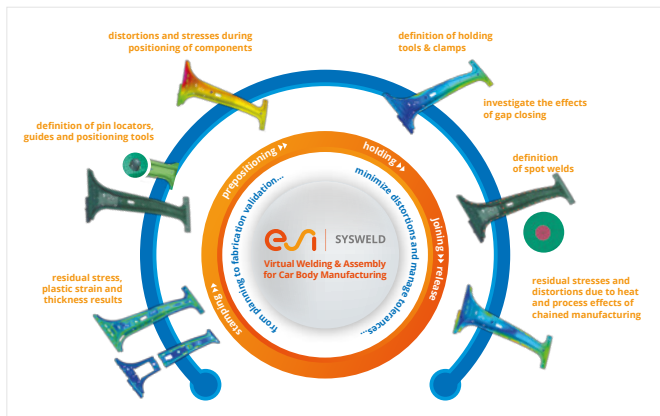 distortions and stresses during
positioning of components
definition of holding
tools & clamps
investigate the effects
of gap closing
definition of pin locators,
guides and positioning tools
definition
of spot welds
residual stress,
plastic strain and
thickness results
residual stresses and
distortions due to heat
and process effects of
chained manufacturing
stamping
prepositioning
holding
Joining release
from planning to fabrication validation...
minimize distortions and manage tolerances...
esi SYSWELD
Virtual Welding & Assembly
for Car Body Manufacturing